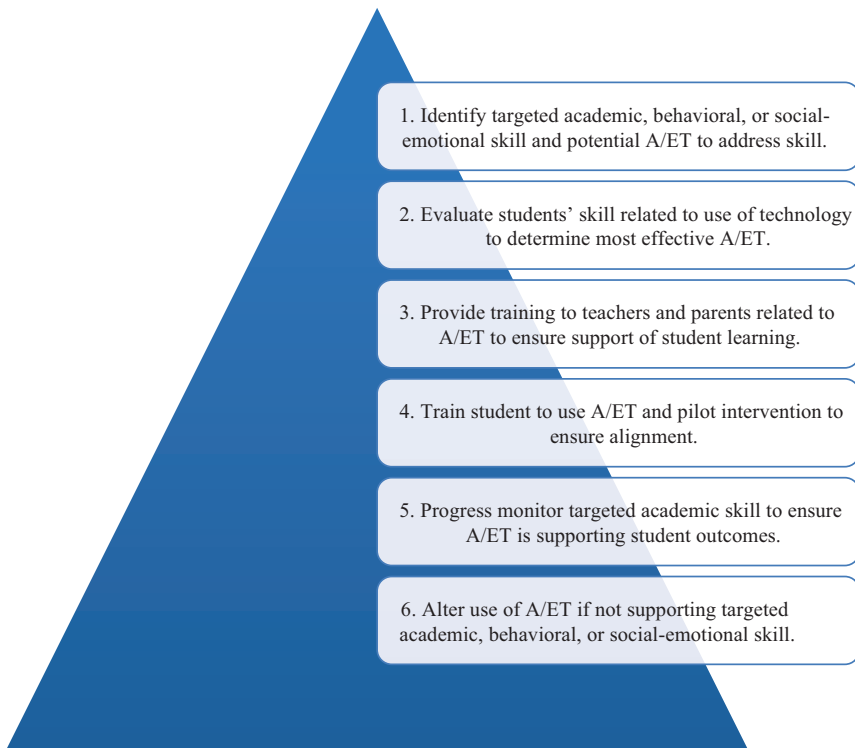 1. Identify targeted academic, behavioral, or social-
emotional skill and potential A/ET to address skill.
2. Evaluate students’ skill related to use of technology
to determine most effective A/ET.
3. Provide training to teachers and parents related to
A/ET to ensure support of student learning.
4. Train student to use A/ET and pilot intervention to
ensure alignment.
5. Progress monitor targeted academic skill to ensure
A/ET is supporting student outcomes.
6. Alter use of A/ET if not supporting targeted
academic, behavioral, or social-emotional skill.